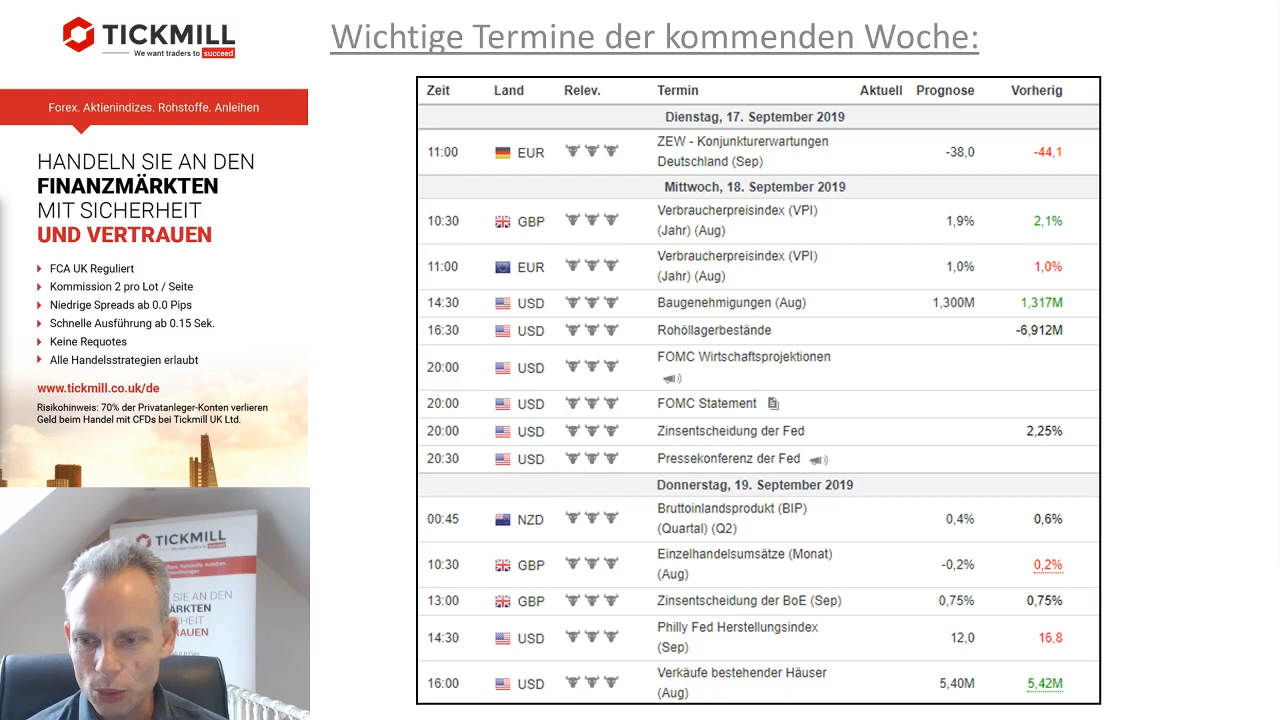 TICKMILL
We want traders to succeed
Forex. Aktienindizes. Rohstoffe. Anleihen
HANDELN SIE AN DEN
FINANZMÄRKTEN
MIT SICHERHEIT
UND VERTRAUEN
FCA UK Reguliert
Kommission 2 pro Lot / Seite
Niedrige Spreads ab 0.0 Pips
Schnelle Ausführung ab 0.15 Sek.
Keine Requotes
Alle Handelsstrategien erlaubt
www.tickmill.co.uk/de
Risikohinweis: 70% der Privatanleger-Konten verlieren
Geld beim Handel mit CFDs bei Tickmill UK Ltd.
TICKMILL
SIE AN DEN
MÄRKTEN
Wichtige Termine der kommenden Woche:
Zeit Land Relev. Termin Aktuell Prognose Vorherig
Dienstag, 17. September 2019
11:00 EUR ZEW - Konjunkturerwartungen -38,0 -44,1
Deutschland (Sep)
Mittwoch, 18. September 2019
10:30 GBP Verbraucherpreisindex (VPI) 1,9% 2,1%
(Jahr) (Aug)
11:00 EUR Verbraucherpreisindex (VPI) 1,0% 1,0%
(Jahr) (Aug)
14:30 USD Baugenehmigungen (Aug) 1,300M 1,317M
16:30 USD Rohöllagerbestände -6,912M
20:00 USD FOMC Wirtschaftsprojektionen
20:00 USD FOMC Statement
20:00 USD Zinsentscheidung der Fed 2,25%
20:30 USD Pressekonferenz der Fed
Donnerstag, 19. September 2019
00:45 NZD Bruttoinlandsprodukt (BIP) 0,4% 0,6%
(Quartal) (Q2)
10:30 GBP Einzelhandelsumsätze (Monat) -0,2% 0,2%
(Aug)
13:00 GBP Zinsentscheidung der BoE (Sep) 0,75% 0,75%
14:30 USD Philly Fed Herstellungsindex 12,0 16,8
(Sep)
16:00 USD Verkäufe bestehender Häuser 5,40M 5,42M
(Aug)